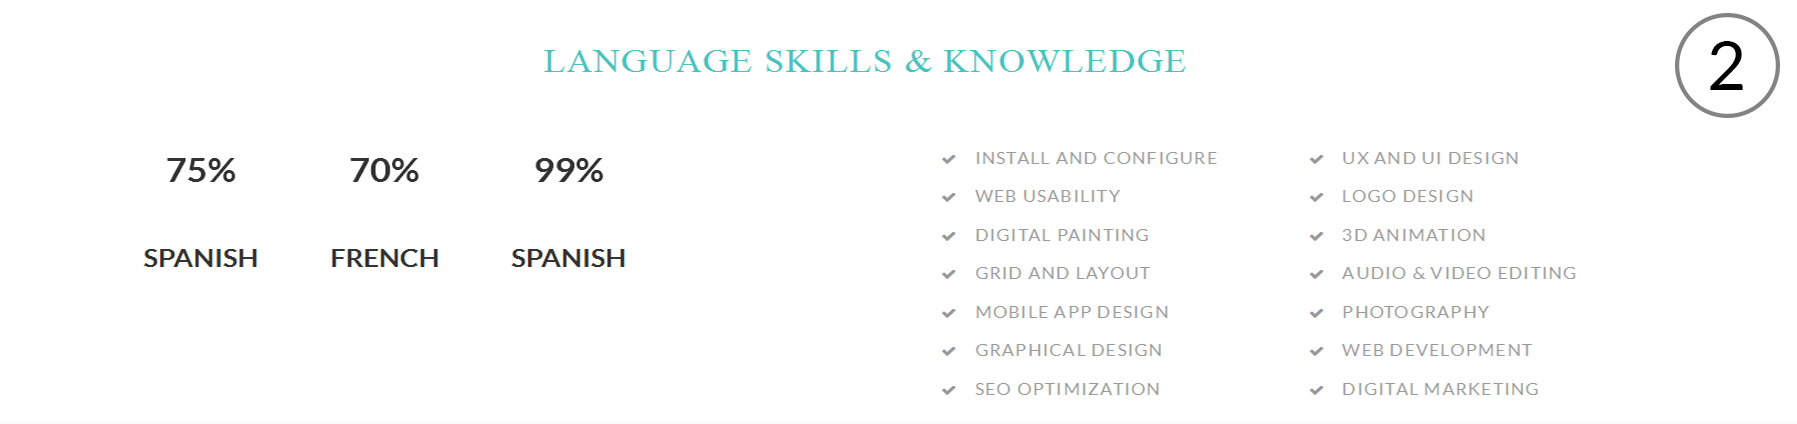 LANGUAGE SKILLS & KNOWLEDGE
2
75%
70%
99%
SPANISH
FRENCH
SPANISH
INSTALL AND CONFIGURE
WEB USABILITY
DIGITAL PAINTING
GRID AND LAYOUT
MOBILE APP DESIGN
GRAPHICAL DESIGN
SEO OPTIMIZATION
UX AND UI DESIGN
LOGO DESIGN
3D ANIMATION
AUDIO & VIDEO EDITING
PHOTOGRAPHY
WEB DEVELOPMENT
DIGITAL MARKETING